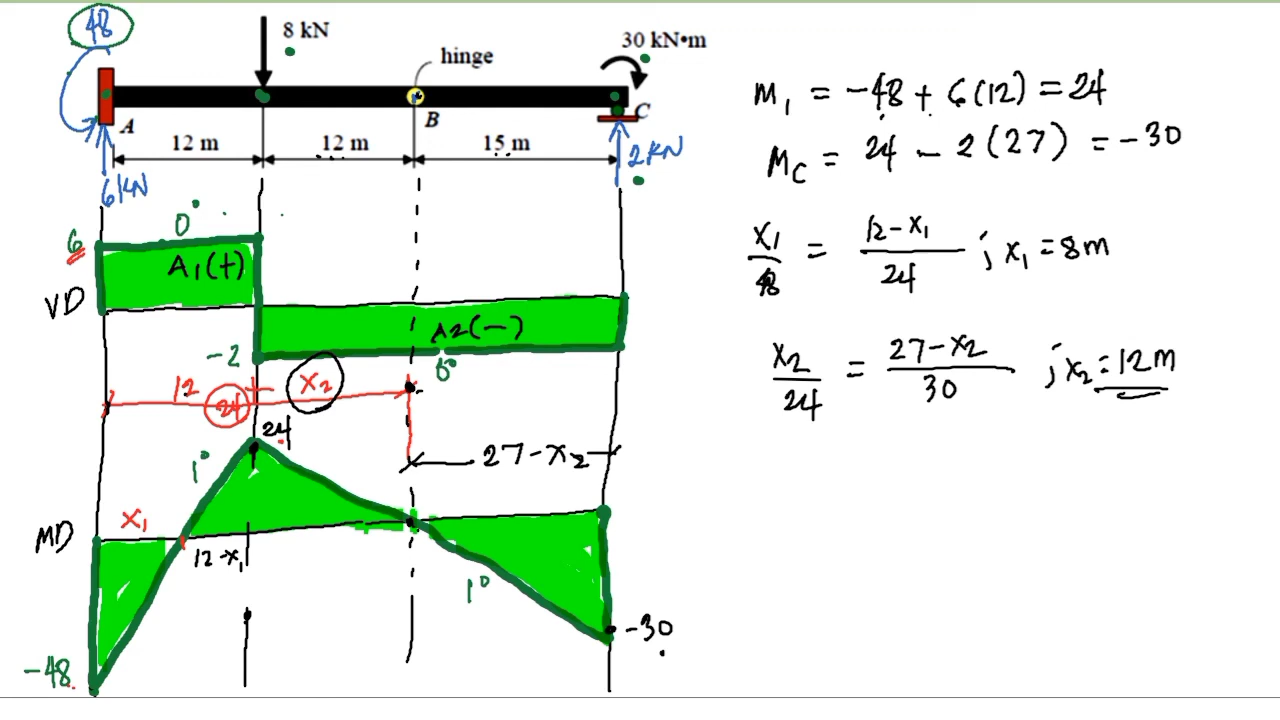 48
8 kN
30 kN•m
hinge
A
B
C
12 m
12 m
15 m
6 kN
2 KN
M₁ = -48 + 6(12) = 24
Mc = 24 - 2(27) = -30
x₁/48 = 12-x₁/24 ; x₁ = 8m
x₂/24 = 27-x₂/30 ; x₂ = 12m
6
0°
A₁(+)
VD
A2(-)
-2
0°
12
24
x₂
24
1°
27-x₂
MD
x₁
12-x₁
1°
-30
-48